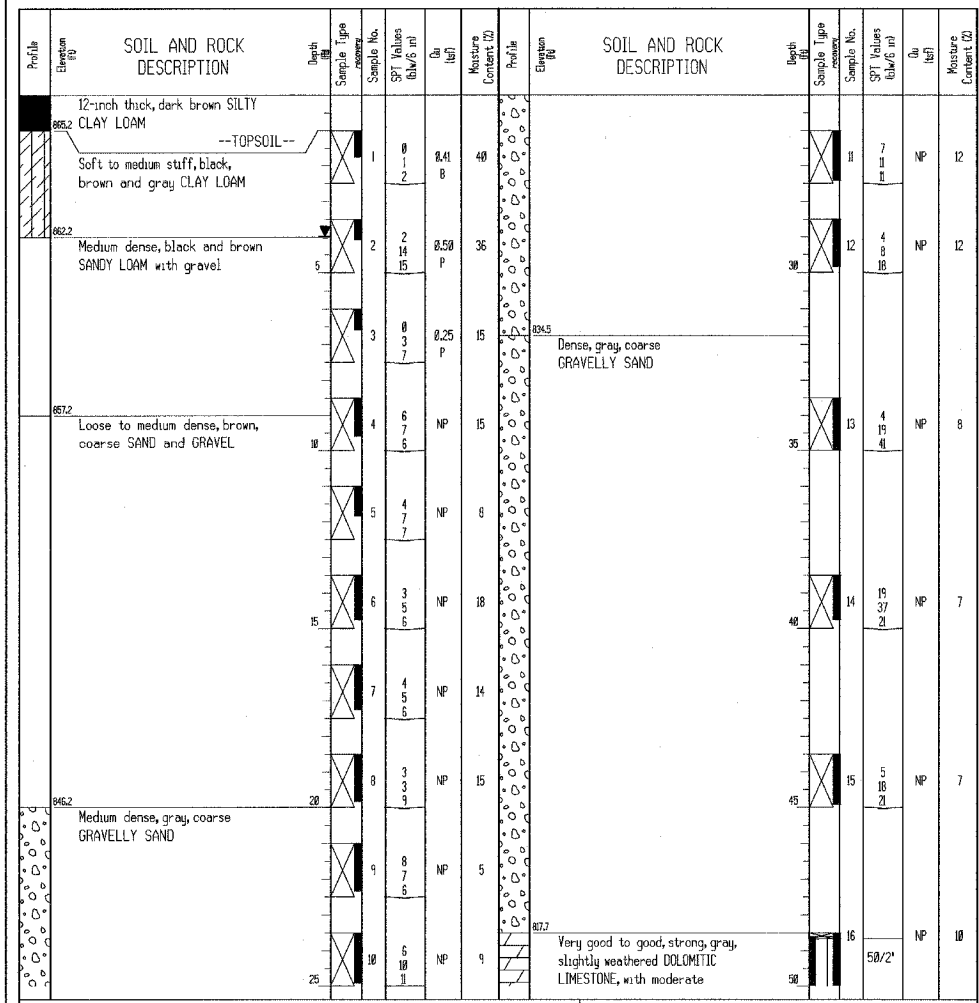 Profile
Elevation (ft)
SOIL AND ROCK
DESCRIPTION
Depth (ft)
Sample Type
recovery
Sample No.
SPT Values
(blw/6 in)
Qu
(tsf)
Moisture
Content (%)
12-inch thick, dark brown SILTY
865.2 CLAY LOAM
--TOPSOIL--
Soft to medium stiff, black,
brown and gray CLAY LOAM
1
0
1
2
0.41
B
40
862.2
Medium dense, black and brown
SANDY LOAM with gravel
5
2
2
14
15
0.50
P
36
3
0
3
7
0.25
P
15
857.2
Loose to medium dense, brown,
coarse SAND and GRAVEL
10
4
6
7
6
NP
15
5
4
7
7
NP
9
15
6
3
5
6
NP
18
7
4
5
6
NP
14
20
8
3
3
9
NP
15
846.2
Medium dense, gray, coarse
GRAVELLY SAND
9
8
7
6
NP
5
25
10
6
10
11
NP
9
Profile
Elevation (ft)
SOIL AND ROCK
DESCRIPTION
Depth (ft)
Sample Type
recovery
Sample No.
SPT Values
(blw/6 in)
Qu
(tsf)
Moisture
Content (%)
11
7
11
11
NP
12
30
12
4
8
18
NP
12
834.5
Dense, gray, coarse
GRAVELLY SAND
35
13
4
19
41
NP
8
40
14
19
37
21
NP
7
45
15
5
18
21
NP
7
817.7
Very good to good, strong, gray,
slightly weathered DOLOMITIC
LIMESTONE, with moderate
50
16
50/2"
NP
10